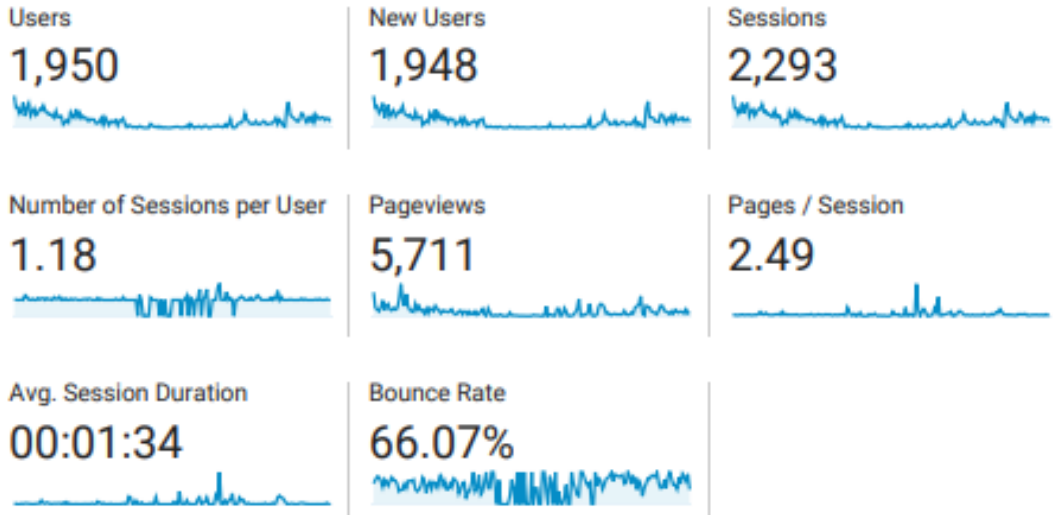 Users
1,950
New Users
1,948
Sessions
2,293
Number of Sessions per User
1.18
Pageviews
5,711
Pages / Session
2.49
Avg. Session Duration
00:01:34
Bounce Rate
66.07%